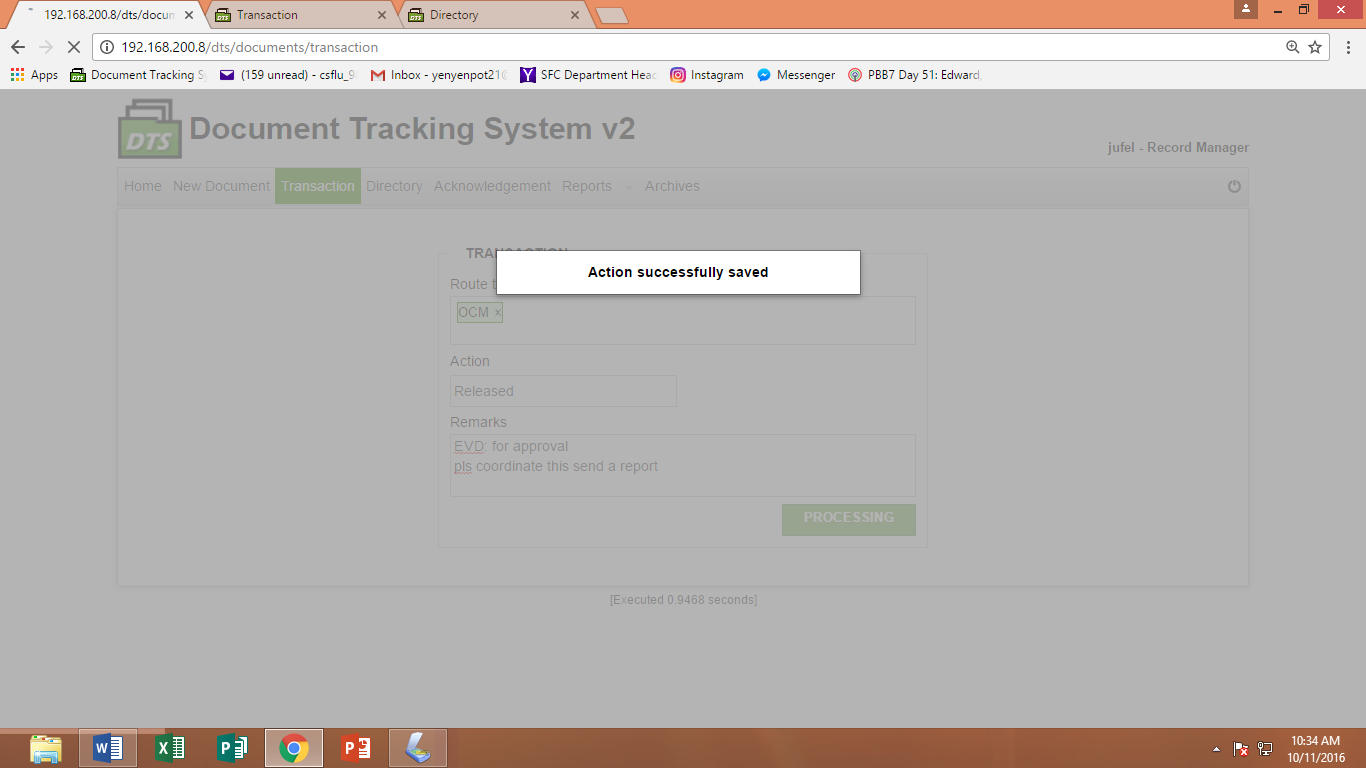 192.168.200.8/dts/docum
Transaction
Directory
192.168.200.8/dts/documents/transaction
Apps
Document Tracking S
(159 unread) - csflu_9
Inbox - yenyenpot21@
SFC Department Head
Instagram
Messenger
PBB7 Day 51: Edward,
DTS
Document Tracking System v2
jufel - Record Manager
Home New Document Transaction Directory Acknowledgement Reports Archives
Action successfully saved
Route
OCM ×
Action
Released
Remarks
EVD: for approval
pls coordinate this send a report
PROCESSING
[Executed 0.9468 seconds]
10:34 AM
10/11/2016